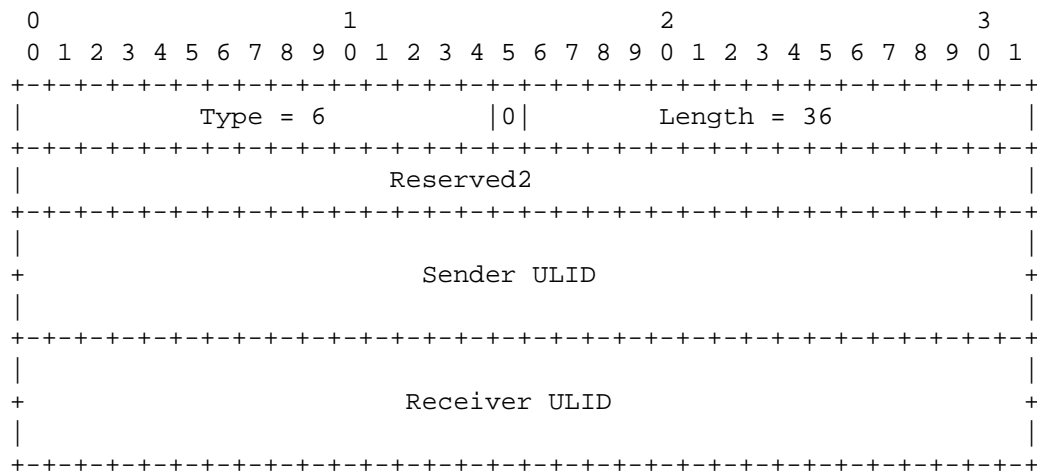 0                   1                   2                   3
 0 1 2 3 4 5 6 7 8 9 0 1 2 3 4 5 6 7 8 9 0 1 2 3 4 5 6 7 8 9 0 1
+-+-+-+-+-+-+-+-+-+-+-+-+-+-+-+-+-+-+-+-+-+-+-+-+-+-+-+-+-+-+-+-+
|           Type = 6          |0|        Length = 36            |
+-+-+-+-+-+-+-+-+-+-+-+-+-+-+-+-+-+-+-+-+-+-+-+-+-+-+-+-+-+-+-+-+
|                       Reserved2                               |
+-+-+-+-+-+-+-+-+-+-+-+-+-+-+-+-+-+-+-+-+-+-+-+-+-+-+-+-+-+-+-+-+
|                                                               |
+                         Sender ULID                           +
|                                                               |
+-+-+-+-+-+-+-+-+-+-+-+-+-+-+-+-+-+-+-+-+-+-+-+-+-+-+-+-+-+-+-+-+
|                                                               |
+                        Receiver ULID                          +
|                                                               |
+-+-+-+-+-+-+-+-+-+-+-+-+-+-+-+-+-+-+-+-+-+-+-+-+-+-+-+-+-+-+-+-+